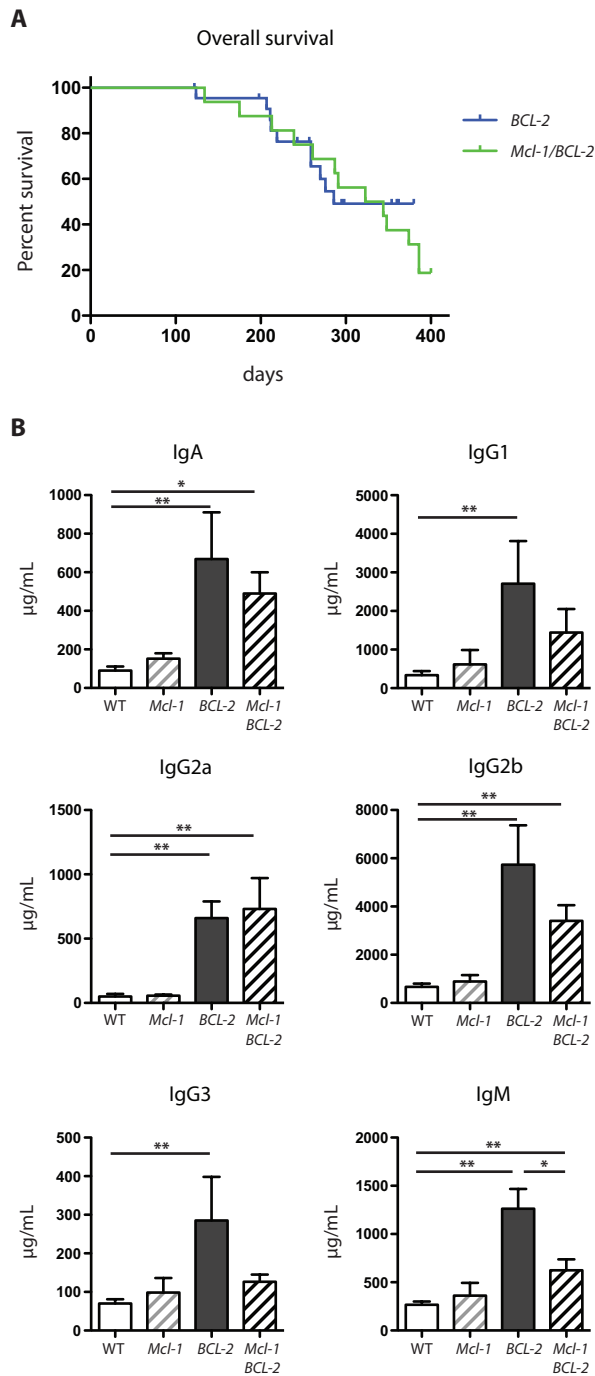 A
Overall survival
Percent survival
100
80
60
40
20
0
0 100 200 300 400
days
BCL-2
Mcl-1/BCL-2
B
IgA
µg/mL
1000
800
600
400
200
0
*
**
WT Mcl-1 BCL-2 Mcl-1
BCL-2
IgG1
µg/mL
5000
4000
3000
2000
1000
0
**
WT Mcl-1 BCL-2 Mcl-1
BCL-2
IgG2a
µg/mL
1500
1000
500
0
**
**
WT Mcl-1 BCL-2 Mcl-1
BCL-2
IgG2b
µg/mL
8000
6000
4000
2000
0
**
**
WT Mcl-1 BCL-2 Mcl-1
BCL-2
IgG3
µg/mL
500
400
300
200
100
0
**
WT Mcl-1 BCL-2 Mcl-1
BCL-2
IgM
µg/mL
2000
1500
1000
500
0
**
** *
WT Mcl-1 BCL-2 Mcl-1
BCL-2